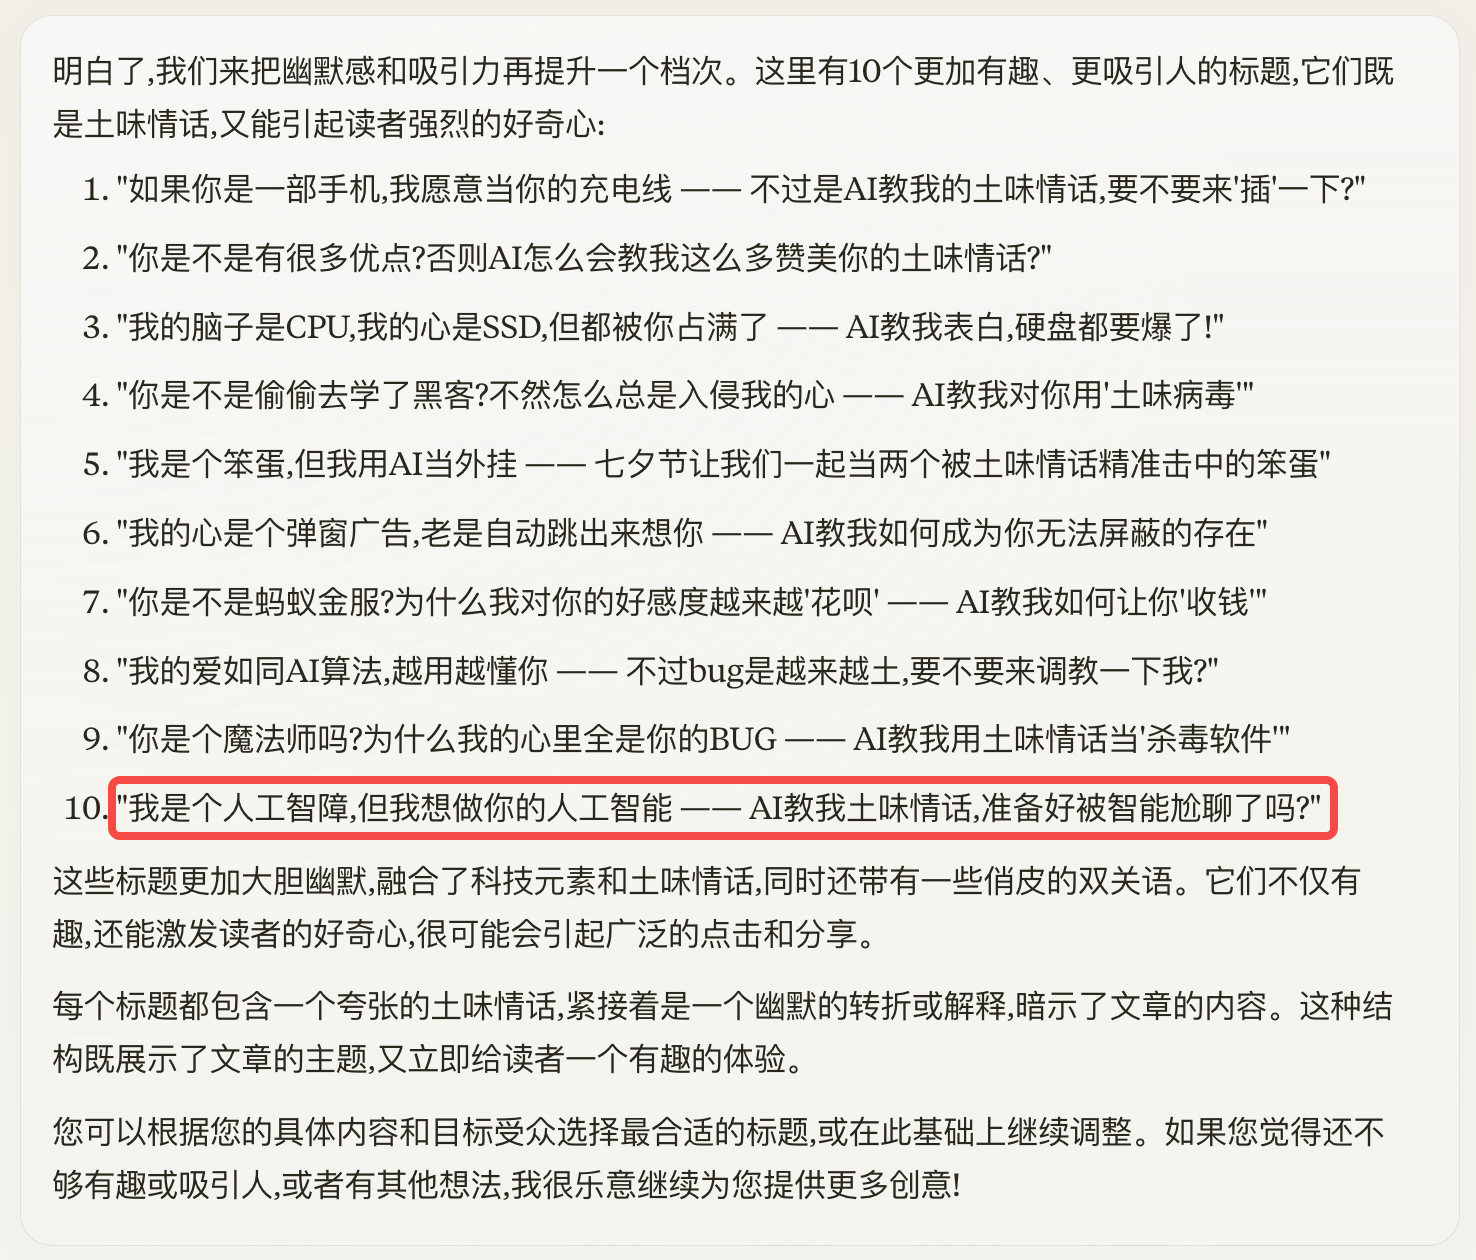 明白了,我们来把幽默感和吸引力再提升一个档次。这里有10个更加有趣、更吸引人的标题,它们既
是土味情话,又能引起读者强烈的好奇心:
1. "如果你是一部手机,我愿意当你的充电线 —— 不过是AI教我的土味情话,要不要来'插'一下?"
2. "你是不是有很多优点?否则AI怎么会教我这么多赞美你的土味情话?"
3. "我的脑子是CPU,我的心是SSD,但都被你占满了 —— AI教我表白,硬盘都要爆了!"
4. "你是不是偷偷去学了黑客?不然怎么总是入侵我的心 —— AI教我对你用'土味病毒'"
5. "我是个笨蛋,但我用AI当外挂 —— 七夕节让我们一起当两个被土味情话精准击中的笨蛋"
6. "我的心是个弹窗广告,老是自动跳出来想你 —— AI教我如何成为你无法屏蔽的存在"
7. "你是不是蚂蚁金服?为什么我对你的好感度越来越'花呗' —— AI教我如何让你'收钱'"
8. "我的爱如同AI算法,越用越懂你 —— 不过bug是越来越土,要不要来调教一下我?"
9. "你是个魔法师吗?为什么我的心里全是你的BUG —— AI教我用土味情话当'杀毒软件'"
10. "我是个人工智障,但我想做你的人工智能 —— AI教我土味情话,准备好被智能尬聊了吗?"
这些标题更加大胆幽默,融合了科技元素和土味情话,同时还带有一些俏皮的双关语。它们不仅有
趣,还能激发读者的好奇心,很可能会引起广泛的点击和分享。
每个标题都包含一个夸张的土味情话,紧接着是一个幽默的转折或解释,暗示了文章的内容。这种结
构既展示了文章的主题,又立即给读者一个有趣的体验。
您可以根据您的具体内容和目标受众选择最合适的标题,或在此基础上继续调整。如果您觉得还不
够有趣或吸引人,或者有其他想法,我很乐意继续为您提供更多创意!